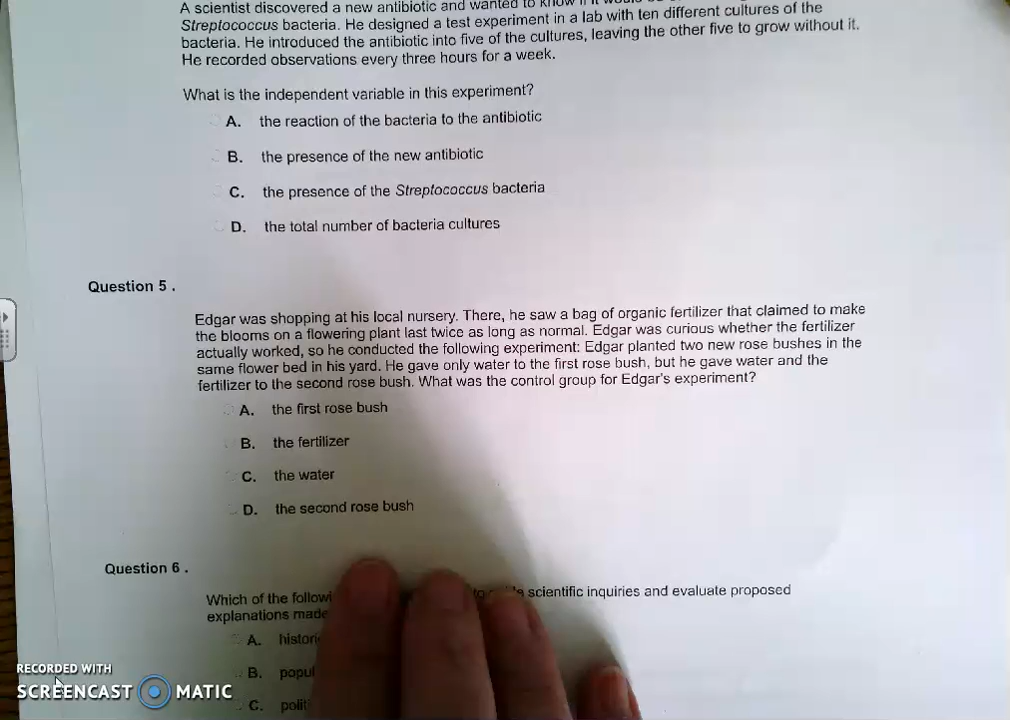 A scientist discovered a new antibiotic and wanted to know if it would
Streptococcus bacteria. He designed a test experiment in a lab with ten different cultures of the
bacteria. He introduced the antibiotic into five of the cultures, leaving the other five to grow without it.
He recorded observations every three hours for a week.
What is the independent variable in this experiment?
A. the reaction of the bacteria to the antibiotic
B. the presence of the new antibiotic
C. the presence of the Streptococcus bacteria
D. the total number of bacteria cultures
Question 5 .
Edgar was shopping at his local nursery. There, he saw a bag of organic fertilizer that claimed to make
the blooms on a flowering plant last twice as long as normal. Edgar was curious whether the fertilizer
actually worked, so he conducted the following experiment: Edgar planted two new rose bushes in the
same flower bed in his yard. He gave only water to the first rose bush, but he gave water and the
fertilizer to the second rose bush. What was the control group for Edgar's experiment?
A. the first rose bush
B. the fertilizer
C. the water
D. the second rose bush
Question 6 .
Which of the scientific inquiries and evaluate proposed
explanations
A.
B.
C.
RECORDED WITH
SCREENCAST MATIC